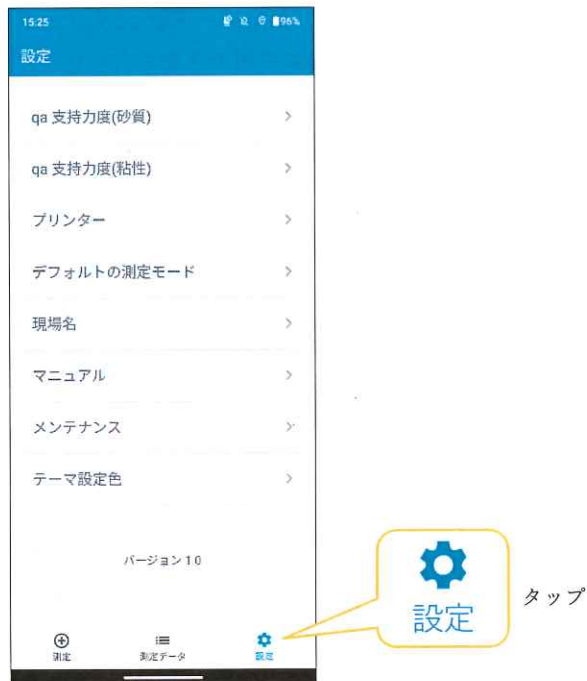 15:25 96%
設定
qa 支持力度(砂質)
qa 支持力度(粘性)
プリンター
デフォルトの測定モード
現場名
マニュアル
メンテナンス
テーマ設定色
バージョン 1.0
測定 測定データ 設定
設定
タップ